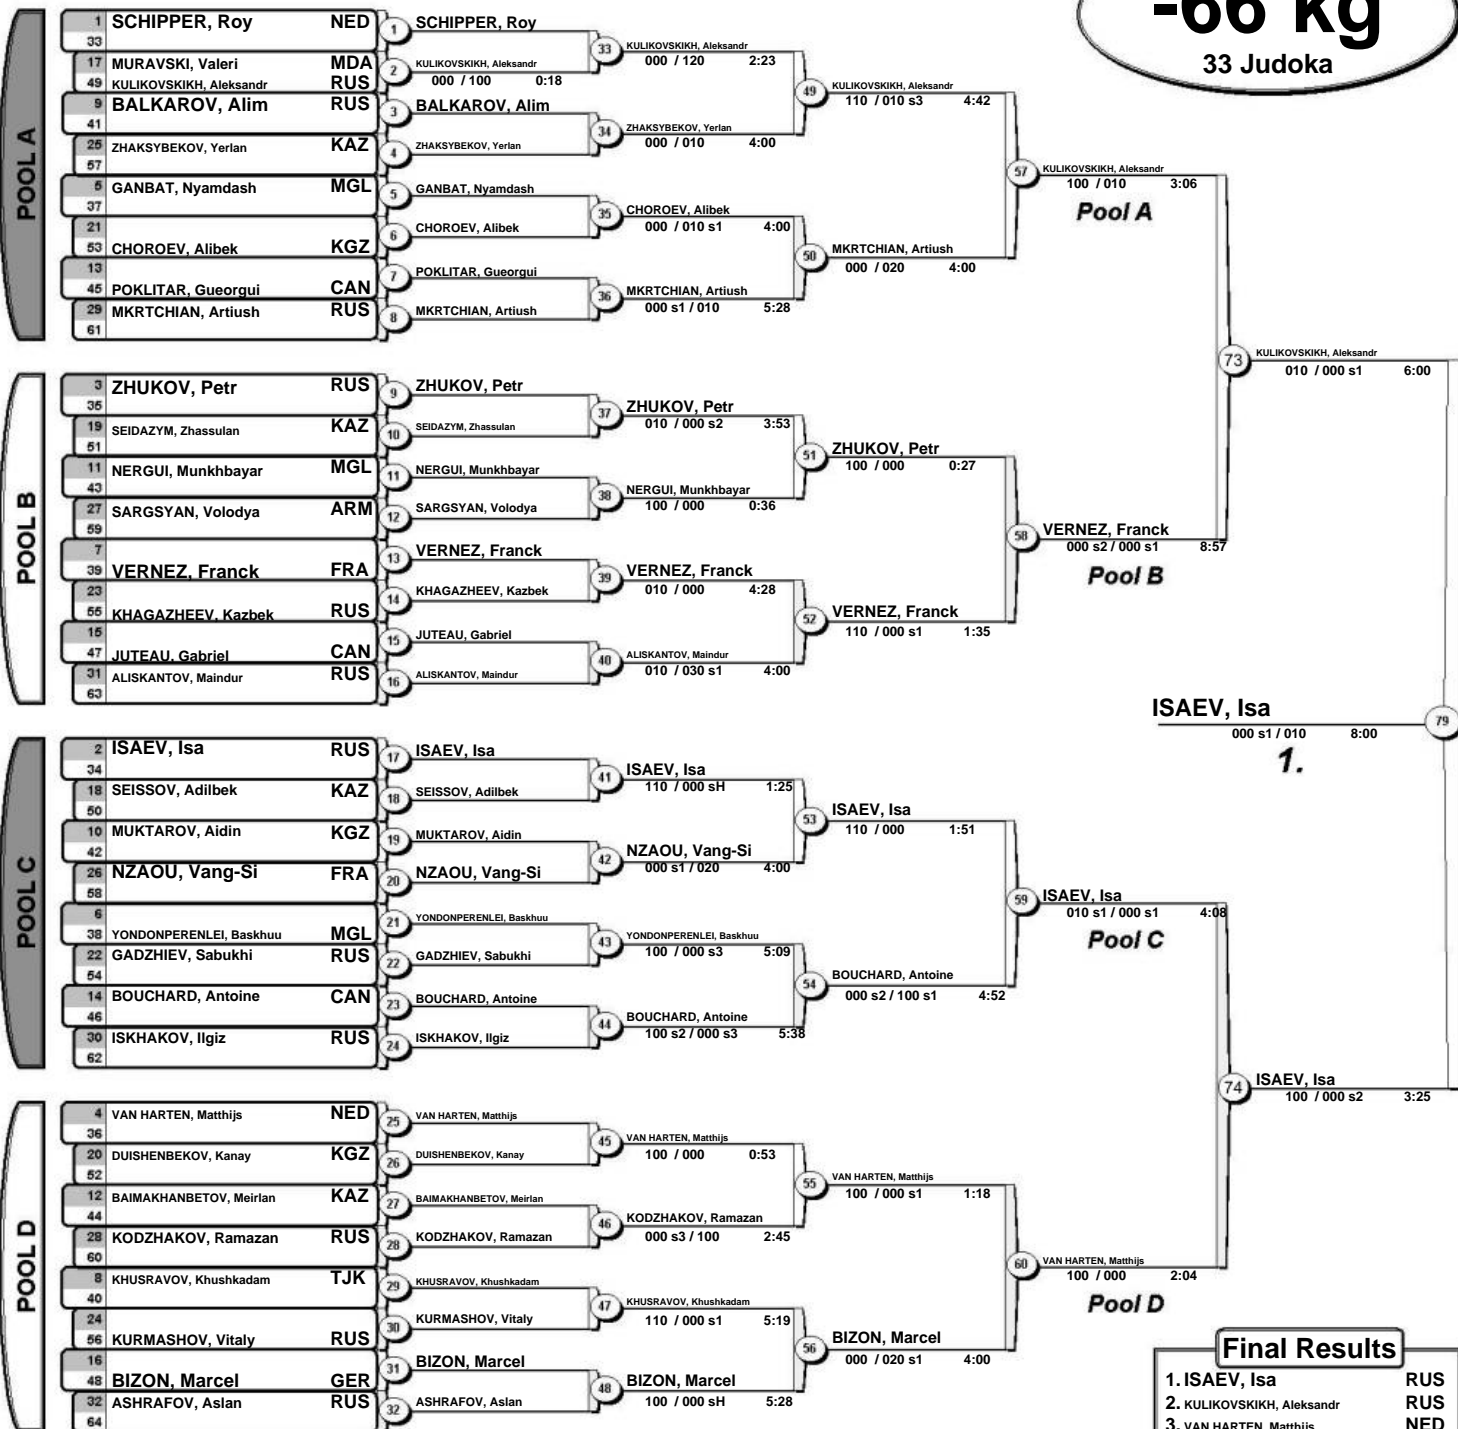 -66 kg
33 Judoka
POOL A
1 SCHIPPER, Roy NED
33
17 MURAVSKI, Valeri MDA
49 KULIKOVSKIKH, Aleksandr RUS
9 BALKAROV, Alim RUS
41
25 ZHAKSYBEKOV, Yerlan KAZ
57
5 GANBAT, Nyamdash MGL
37
21
53 CHOROEV, Alibek KGZ
13
45 POKLITAR, Gueorgui CAN
29 MKRTCHIAN, Artiush RUS
61
1 SCHIPPER, Roy
2 KULIKOVSKIKH, Aleksandr
000 / 100 0:18
3 BALKAROV, Alim
4 ZHAKSYBEKOV, Yerlan
5 GANBAT, Nyamdash
6 CHOROEV, Alibek
7 POKLITAR, Gueorgui
8 MKRTCHIAN, Artiush
33 KULIKOVSKIKH, Aleksandr
000 / 120 2:23
34 ZHAKSYBEKOV, Yerlan
000 / 010 4:00
35 CHOROEV, Alibek
000 / 010 s1 4:00
36 MKRTCHIAN, Artiush
000 s1 / 010 5:28
49 KULIKOVSKIKH, Aleksandr
110 / 010 s3 4:42
50 MKRTCHIAN, Artiush
000 / 020 4:00
57 KULIKOVSKIKH, Aleksandr
100 / 010 3:06
Pool A
POOL B
3 ZHUKOV, Petr RUS
35
19 SEIDAZYM, Zhassulan KAZ
51
11 NERGUI, Munkhbayar MGL
43
27 SARGSYAN, Volodya ARM
59
7
39 VERNEZ, Franck FRA
23
55 KHAGAZHEEV, Kazbek RUS
15
47 JUTEAU, Gabriel CAN
31 ALISKANTOV, Maindur RUS
63
9 ZHUKOV, Petr
10 SEIDAZYM, Zhassulan
11 NERGUI, Munkhbayar
12 SARGSYAN, Volodya
13 VERNEZ, Franck
14 KHAGAZHEEV, Kazbek
15 JUTEAU, Gabriel
16 ALISKANTOV, Maindur
37 ZHUKOV, Petr
010 / 000 s2 3:53
38 NERGUI, Munkhbayar
100 / 000 0:36
39 VERNEZ, Franck
010 / 000 4:28
40 ALISKANTOV, Maindur
010 / 030 s1 4:00
51 ZHUKOV, Petr
100 / 000 0:27
52 VERNEZ, Franck
110 / 000 s1 1:35
58 VERNEZ, Franck
000 s2 / 000 s1 8:57
Pool B
73 KULIKOVSKIKH, Aleksandr
010 / 000 s1 6:00
ISAEV, Isa 79
000 s1 / 010 8:00
1.
POOL C
2 ISAEV, Isa RUS
34
18 SEISSOV, Adilbek KAZ
50
10 MUKTAROV, Aidin KGZ
42
26 NZAOU, Vang-Si FRA
58
6
38 YONDONPERENLEI, Baskhuu MGL
22 GADZHIEV, Sabukhi RUS
54
14 BOUCHARD, Antoine CAN
46
30 ISKHAKOV, Ilgiz RUS
62
17 ISAEV, Isa
18 SEISSOV, Adilbek
19 MUKTAROV, Aidin
20 NZAOU, Vang-Si
21 YONDONPERENLEI, Baskhuu
22 GADZHIEV, Sabukhi
23 BOUCHARD, Antoine
24 ISKHAKOV, Ilgiz
41 ISAEV, Isa
110 / 000 sH 1:25
42 NZAOU, Vang-Si
000 s1 / 020 4:00
43 YONDONPERENLEI, Baskhuu
100 / 000 s3 5:09
44 BOUCHARD, Antoine
100 s2 / 000 s3 5:38
53 ISAEV, Isa
110 / 000 1:51
54 BOUCHARD, Antoine
000 s2 / 100 s1 4:52
59 ISAEV, Isa
010 s1 / 000 s1 4:08
Pool C
POOL D
4 VAN HARTEN, Matthijs NED
36
20 DUISHENBEKOV, Kanay KGZ
52
12 BAIMAKHANBETOV, Meirlan KAZ
44
28 KODZHAKOV, Ramazan RUS
60
8 KHUSRAVOV, Khushkadam TJK
40
24
56 KURMASHOV, Vitaly RUS
16
48 BIZON, Marcel GER
32 ASHRAFOV, Aslan RUS
64
25 VAN HARTEN, Matthijs
26 DUISHENBEKOV, Kanay
27 BAIMAKHANBETOV, Meirlan
28 KODZHAKOV, Ramazan
29 KHUSRAVOV, Khushkadam
30 KURMASHOV, Vitaly
31 BIZON, Marcel
32 ASHRAFOV, Aslan
45 VAN HARTEN, Matthijs
100 / 000 0:53
46 KODZHAKOV, Ramazan
000 s3 / 100 2:45
47 KHUSRAVOV, Khushkadam
110 / 000 s1 5:19
48 BIZON, Marcel
100 / 000 sH 5:28
55 VAN HARTEN, Matthijs
100 / 000 s1 1:18
56 BIZON, Marcel
000 / 020 s1 4:00
60 VAN HARTEN, Matthijs
100 / 000 2:04
Pool D
74 ISAEV, Isa
100 / 000 s2 3:25
Final Results
1. ISAEV, Isa RUS
2. KULIKOVSKIKH, Aleksandr RUS
3. VAN HARTEN, Matthijs NED